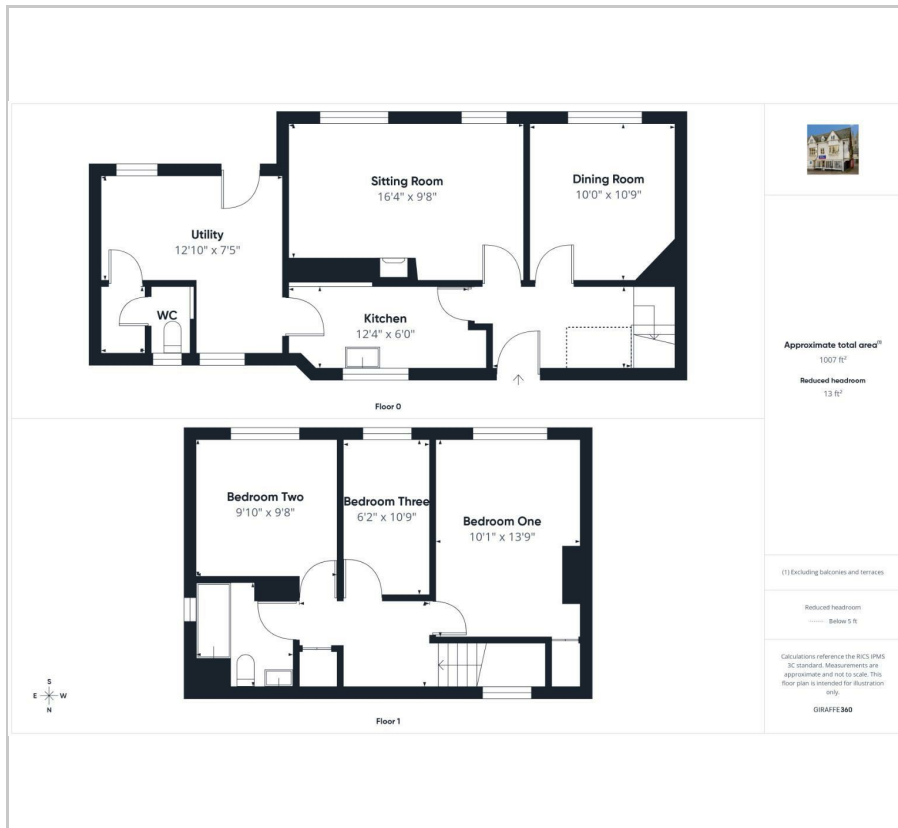 Utility
12'10" x 7'5"
WC
Sitting Room
16'4" x 9'8"
Dining Room
10'0" x 10'9"
Kitchen
12'4" x 6'0"
Floor 0
Approximate total area(1)
1007 ft²
Reduced headroom
13 ft²
Bedroom Two
9'10" x 9'8"
Bedroom Three
6'2" x 10'9"
Bedroom One
10'1" x 13'9"
S
E W
N
Floor 1
(1) Excluding balconies and terraces
Reduced headroom
Below 5 ft
Calculations reference the RICS IPMS
3C standard. Measurements are
approximate and not to scale. This
floor plan is intended for illustration
only.
GIRAFFE360